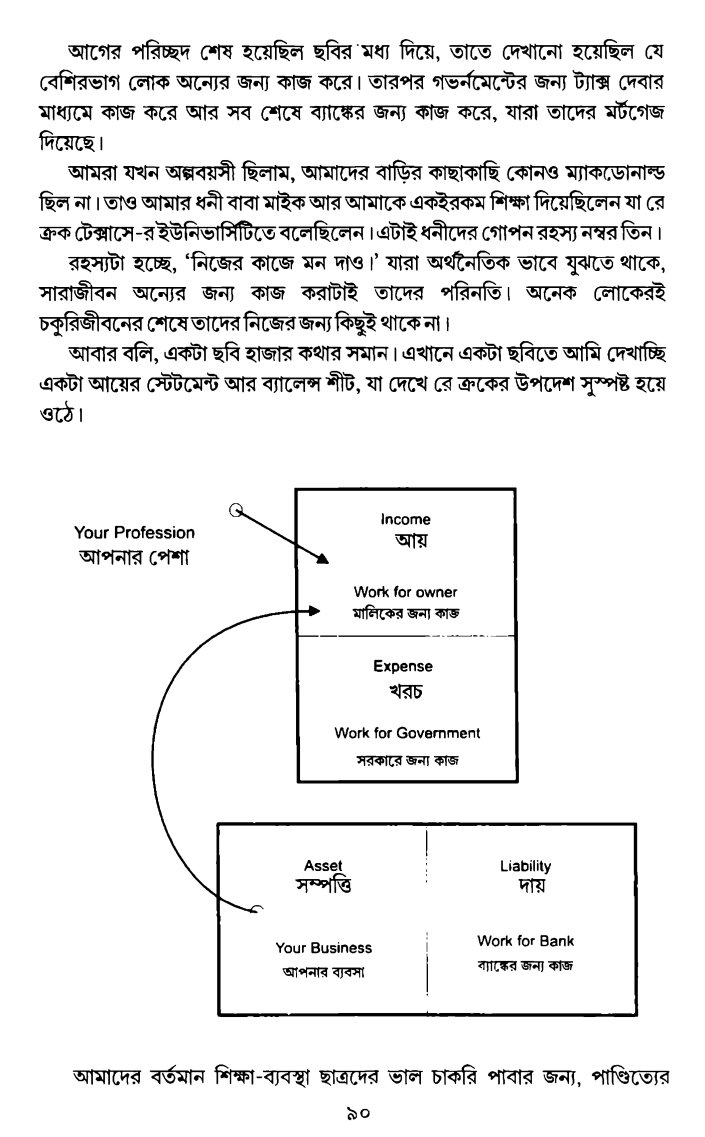 আগের পরিচ্ছদ শেষ হয়েছিল ছবির মধ্য দিয়ে, তাতে দেখানো হয়েছিল যে
বেশিরভাগ লোক অন্যের জন্য কাজ করে। তারপর গভর্নমেন্টের জন্য ট্যাক্স দেবার
মাধ্যমে কাজ করে আর সব শেষে ব্যাঙ্কের জন্য কাজ করে, যারা তাদের মর্টগেজ
দিয়েছে।
আমরা যখন অল্পবয়সী ছিলাম, আমাদের বাড়ির কাছাকাছি কোনও ম্যাকডোনাল্ড
ছিল না। তাও আমার ধনী বাবা মাইক আর আমাকে একইরকম শিক্ষা দিয়েছিলেন যা রে
ক্রক টেক্সাসে-র ইউনিভার্সিটিতে বলেছিলেন। এটাই ধনীদের গোপন রহস্য নম্বর তিন।
রহস্যটা হচ্ছে, ‘নিজের কাজে মন দাও।’ যারা অর্থনৈতিক ভাবে যুঝতে থাকে,
সারাজীবন অন্যের জন্য কাজ করাটাই তাদের পরিনতি। অনেক লোকেরই
চকুরিজীবনের শেষে তাদের নিজের জন্য কিছুই থাকে না।
আবার বলি, একটা ছবি হাজার কথার সমান। এখানে একটা ছবিতে আমি দেখাচ্ছি
একটা আয়ের স্টেটমেন্ট আর ব্যালেন্স শীট, যা দেখে রে ক্রকের উপদেশ সুস্পষ্ট হয়ে
ওঠে।
Your Profession
আপনার পেশা
Income
আয়
Work for owner
মালিকের জন্য কাজ
Expense
খরচ
Work for Government
সরকারে জন্য কাজ
Asset
সম্পত্তি
Your Business
আপনার ব্যবসা
Liability
দায়
Work for Bank
ব্যাঙ্কের জন্য কাজ
আমাদের বর্তমান শিক্ষা-ব্যবস্থা ছাত্রদের ভাল চাকরি পাবার জন্য, পাণ্ডিত্যের
৯০